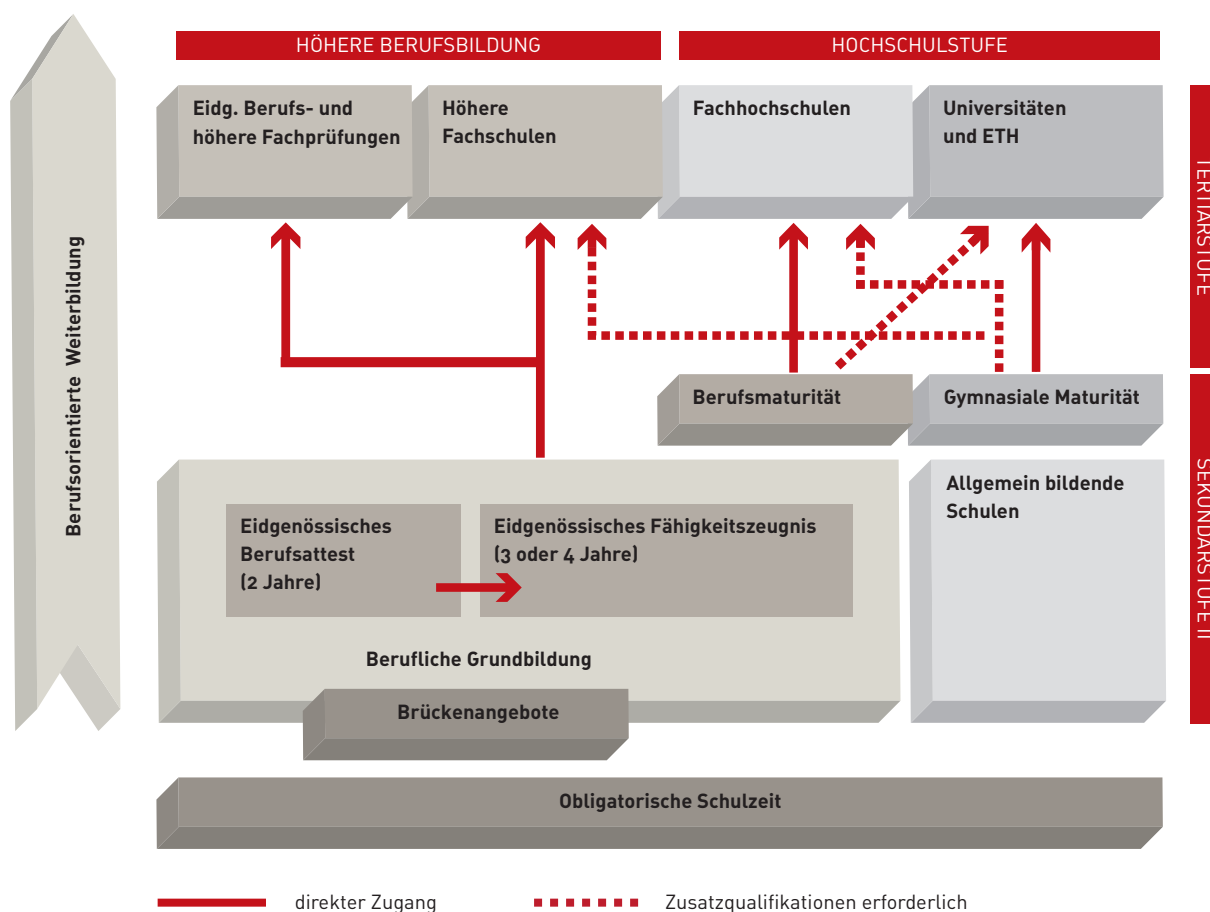 HÖHERE BERUFSBILDUNG
HOCHSCHULSTUFE
Eidg. Berufs- und
höhere Fachprüfungen
Höhere
Fachschulen
Fachhochschulen
Universitäten
und ETH
TERTIÄRSTUFE
Berufsorientierte Weiterbildung
Berufsmaturität
Gymnasiale Maturität
SEKUNDARSTUFE II
Allgemein bildende
Schulen
Eidgenössisches
Berufsattest
(2 Jahre)
Eidgenössisches Fähigkeitszeugnis
(3 oder 4 Jahre)
Berufliche Grundbildung
Brückenangebote
Obligatorische Schulzeit
direkter Zugang
Zusatzqualifikationen erforderlich